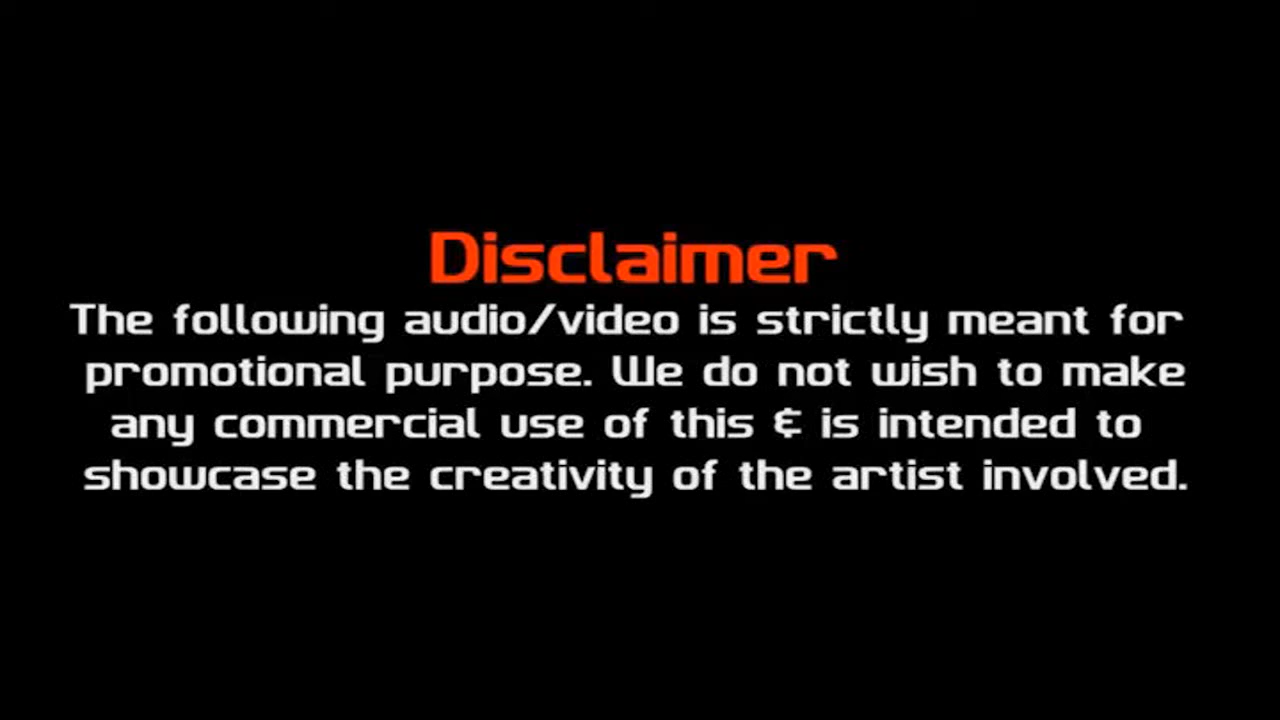 Disclaimer
The following audio/video is strictly meant for
promotional purpose. We do not wish to make
any commercial use of this & is intended to
showcase the creativity of the artist involved.